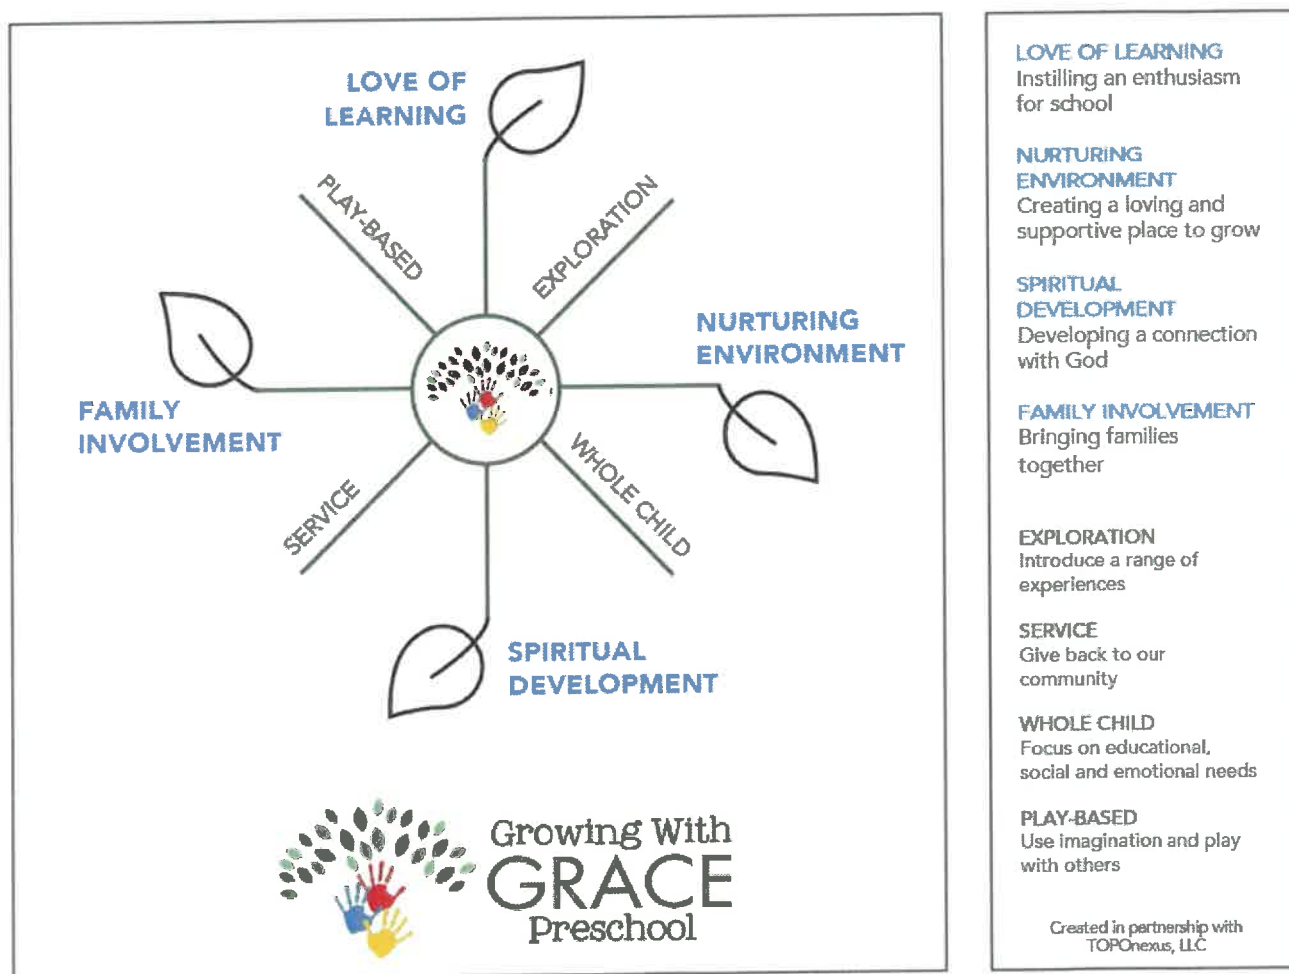 LOVE OF
LEARNING
PLAY-BASED
EXPLORATION
NURTURING
ENVIRONMENT
FAMILY
INVOLVEMENT
SERVICE
WHOLE CHILD
SPIRITUAL
DEVELOPMENT
Growing With
GRACE
Preschool
LOVE OF LEARNING
Instilling an enthusiasm
for school
NURTURING
ENVIRONMENT
Creating a loving and
supportive place to grow
SPIRITUAL
DEVELOPMENT
Developing a connection
with God
FAMILY INVOLVEMENT
Bringing families
together
EXPLORATION
Introduce a range of
experiences
SERVICE
Give back to our
community
WHOLE CHILD
Focus on educational,
social and emotional needs
PLAY-BASED
Use imagination and play
with others
Created in partnership with
TOPOnexus, LLC